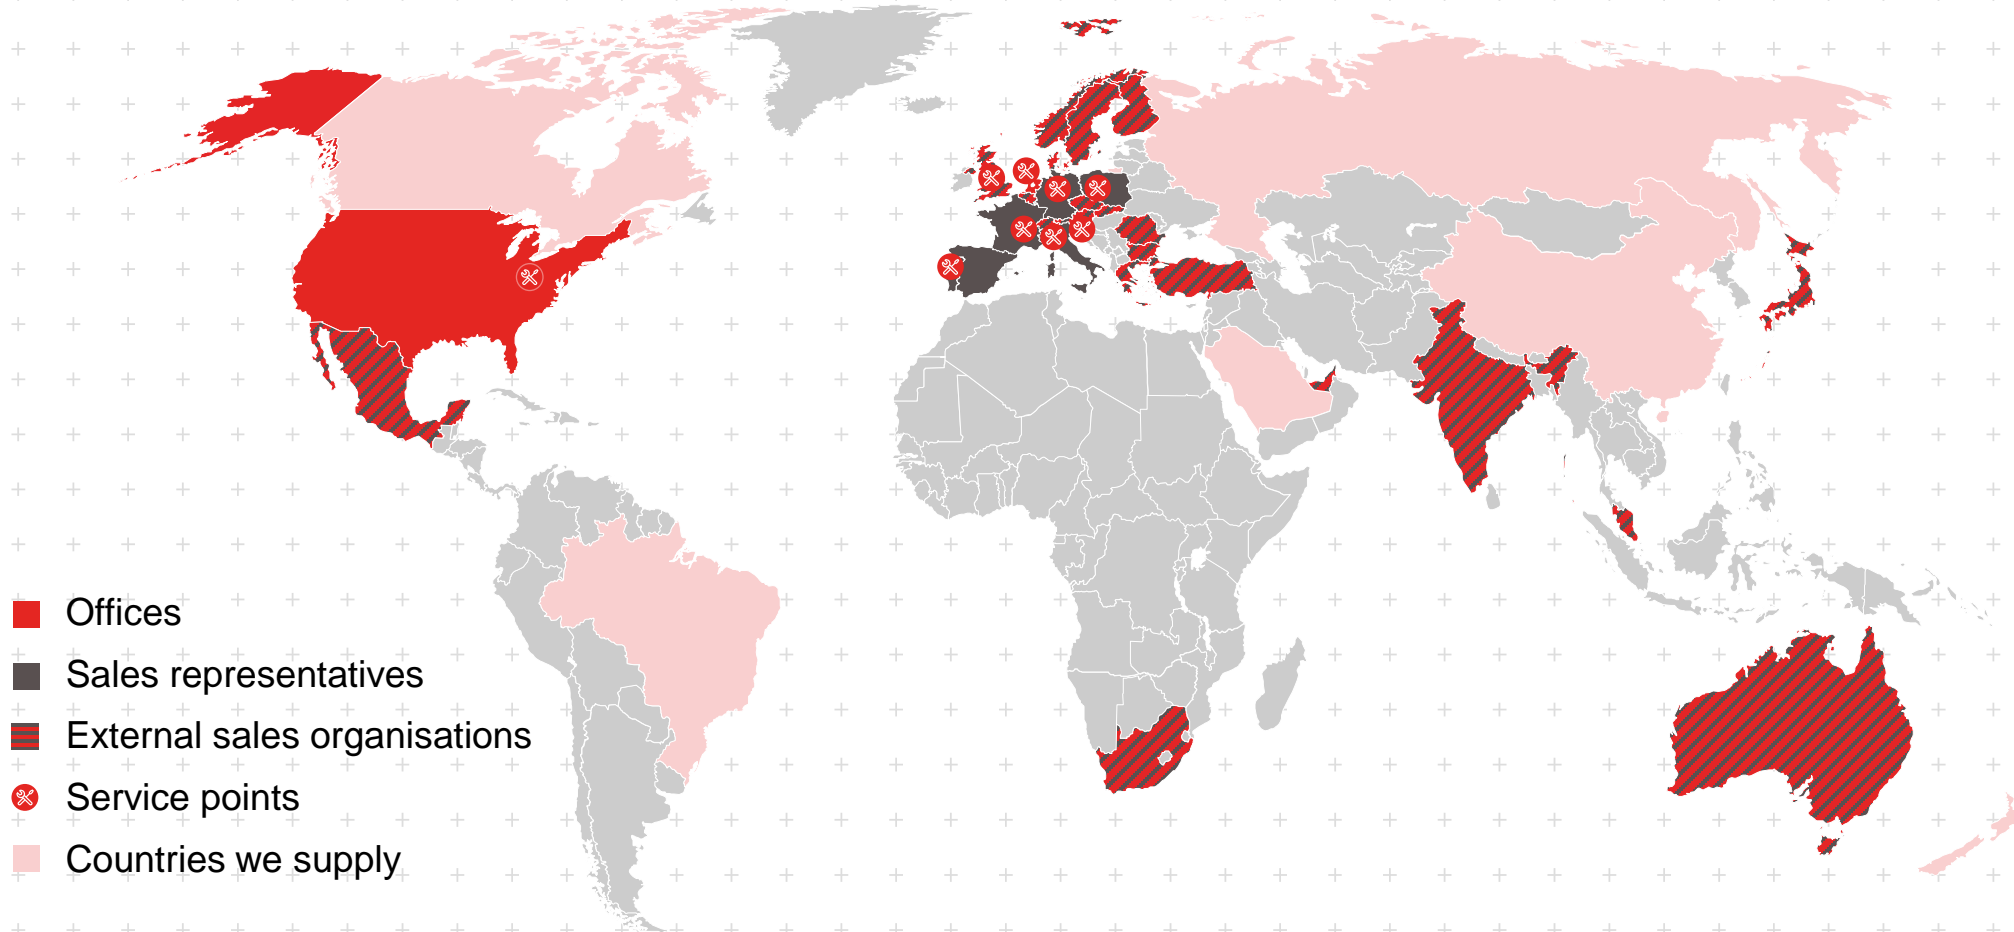 Offices
Sales representatives
External sales organisations
Service points
Countries we supply